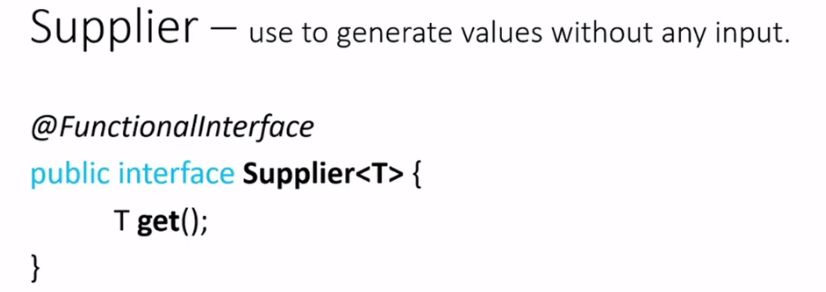 Supplier – use to generate values without any input.
@FunctionalInterface
public interface Supplier<T> {
T get();
}